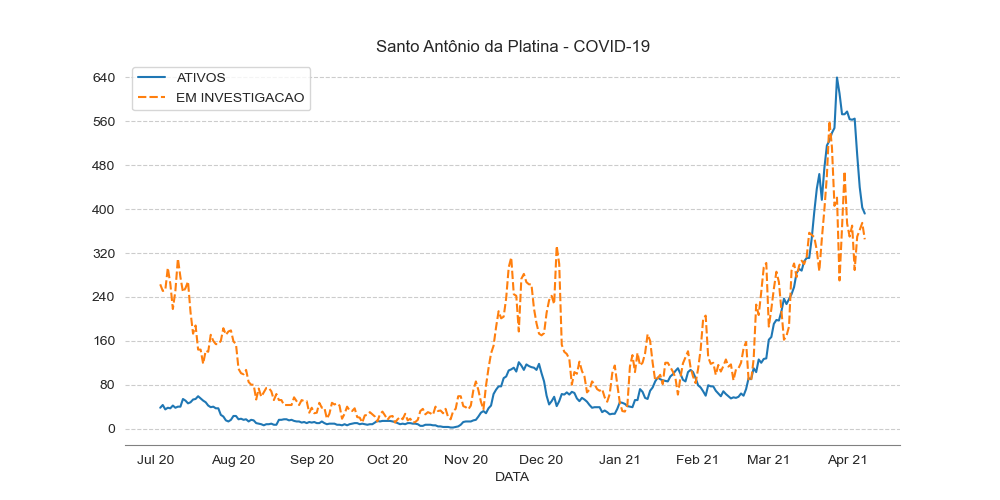 Santo Antônio da Platina - COVID-19
ATIVOS
EM INVESTIGACAO
640
560
480
400
320
240
160
80
0
Jul 20 Aug 20 Sep 20 Oct 20 Nov 20 Dec 20 Jan 21 Feb 21 Mar 21 Apr 21
DATA